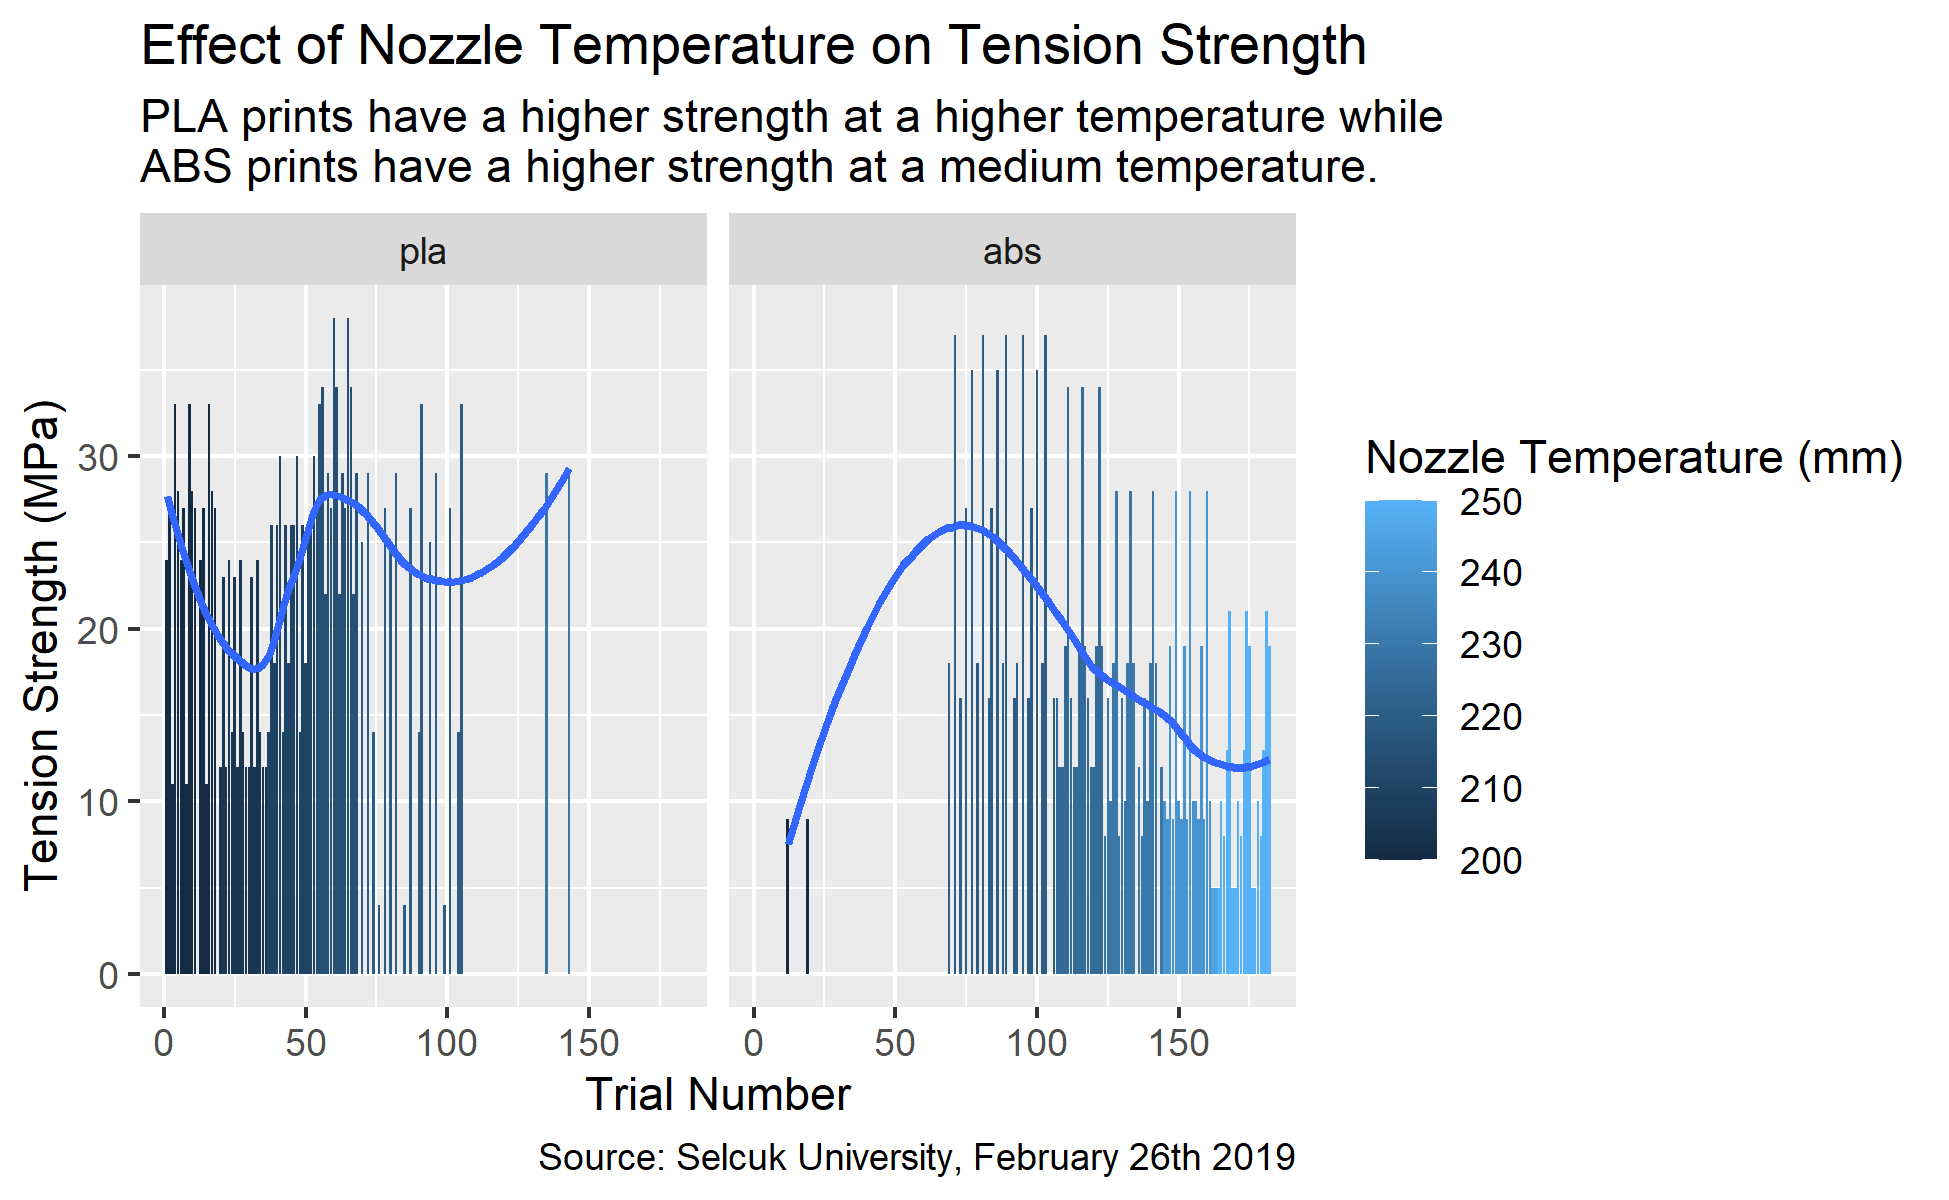 Effect of Nozzle Temperature on Tension Strength
PLA prints have a higher strength at a higher temperature while
ABS prints have a higher strength at a medium temperature.
pla
abs
Tension Strength (MPa)
30
20
10
0
0
50
100
150
0
50
100
150
Trial Number
Nozzle Temperature (mm)
250
240
230
220
210
200
Source: Selcuk University, February 26th 2019